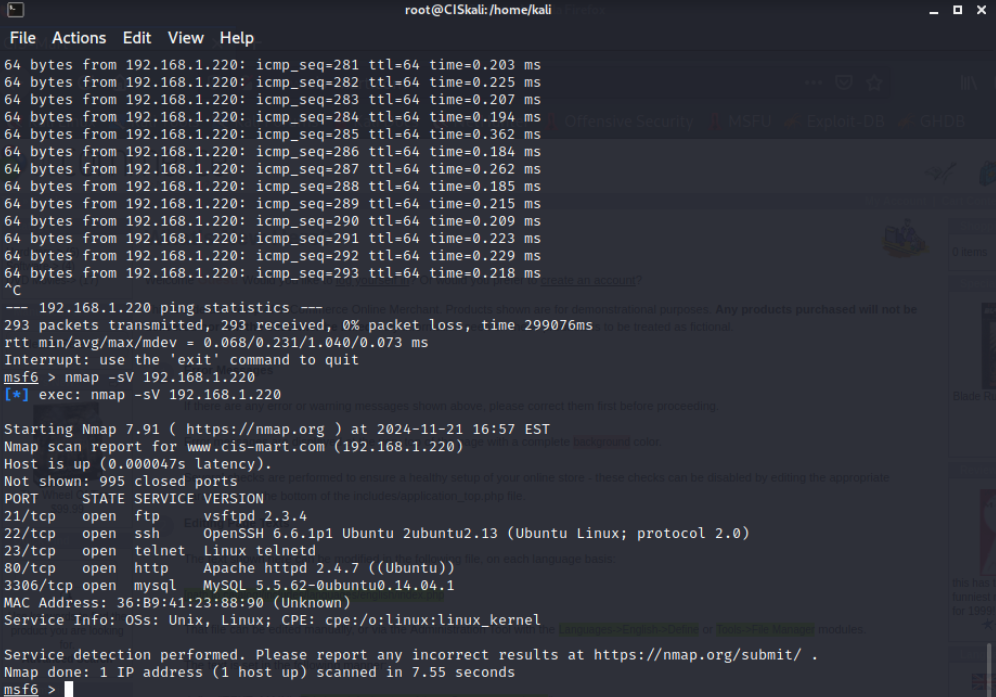 root@CISkali:/home/kali
File Actions Edit View Help
64 bytes from 192.168.1.220: icmp_seq=281 ttl=64 time=0.203 ms
64 bytes from 192.168.1.220: icmp_seq=282 ttl=64 time=0.225 ms
64 bytes from 192.168.1.220: icmp_seq=283 ttl=64 time=0.207 ms
64 bytes from 192.168.1.220: icmp_seq=284 ttl=64 time=0.194 ms
64 bytes from 192.168.1.220: icmp_seq=285 ttl=64 time=0.362 ms
64 bytes from 192.168.1.220: icmp_seq=286 ttl=64 time=0.184 ms
64 bytes from 192.168.1.220: icmp_seq=287 ttl=64 time=0.262 ms
64 bytes from 192.168.1.220: icmp_seq=288 ttl=64 time=0.185 ms
64 bytes from 192.168.1.220: icmp_seq=289 ttl=64 time=0.215 ms
64 bytes from 192.168.1.220: icmp_seq=290 ttl=64 time=0.209 ms
64 bytes from 192.168.1.220: icmp_seq=291 ttl=64 time=0.223 ms
64 bytes from 192.168.1.220: icmp_seq=292 ttl=64 time=0.229 ms
64 bytes from 192.168.1.220: icmp_seq=293 ttl=64 time=0.218 ms
^C
--- 192.168.1.220 ping statistics ---
293 packets transmitted, 293 received, 0% packet loss, time 299076ms
rtt min/avg/max/mdev = 0.068/0.231/1.040/0.073 ms
Interrupt: use the 'exit' command to quit
msf6 > nmap -sV 192.168.1.220
[*] exec: nmap -sV 192.168.1.220
Starting Nmap 7.91 ( https://nmap.org ) at 2024-11-21 16:57 EST
Nmap scan report for www.cis-mart.com (192.168.1.220)
Host is up (0.000047s latency).
Not shown: 995 closed ports
PORT STATE SERVICE VERSION
21/tcp open ftp vsftpd 2.3.4
22/tcp open ssh OpenSSH 6.6.1p1 Ubuntu 2ubuntu2.13 (Ubuntu Linux; protocol 2.0)
23/tcp open telnet Linux telnetd
80/tcp open http Apache httpd 2.4.7 ((Ubuntu))
3306/tcp open mysql MySQL 5.5.62-0ubuntu0.14.04.1
MAC Address: 36:B9:41:23:88:90 (Unknown)
Service Info: OSs: Unix, Linux; CPE: cpe:/o:linux:linux_kernel
Service detection performed. Please report any incorrect results at https://nmap.org/submit/ .
Nmap done: 1 IP address (1 host up) scanned in 7.55 seconds
msf6 >
Offensive Security MSFU Exploit-DB GHDB
0 items